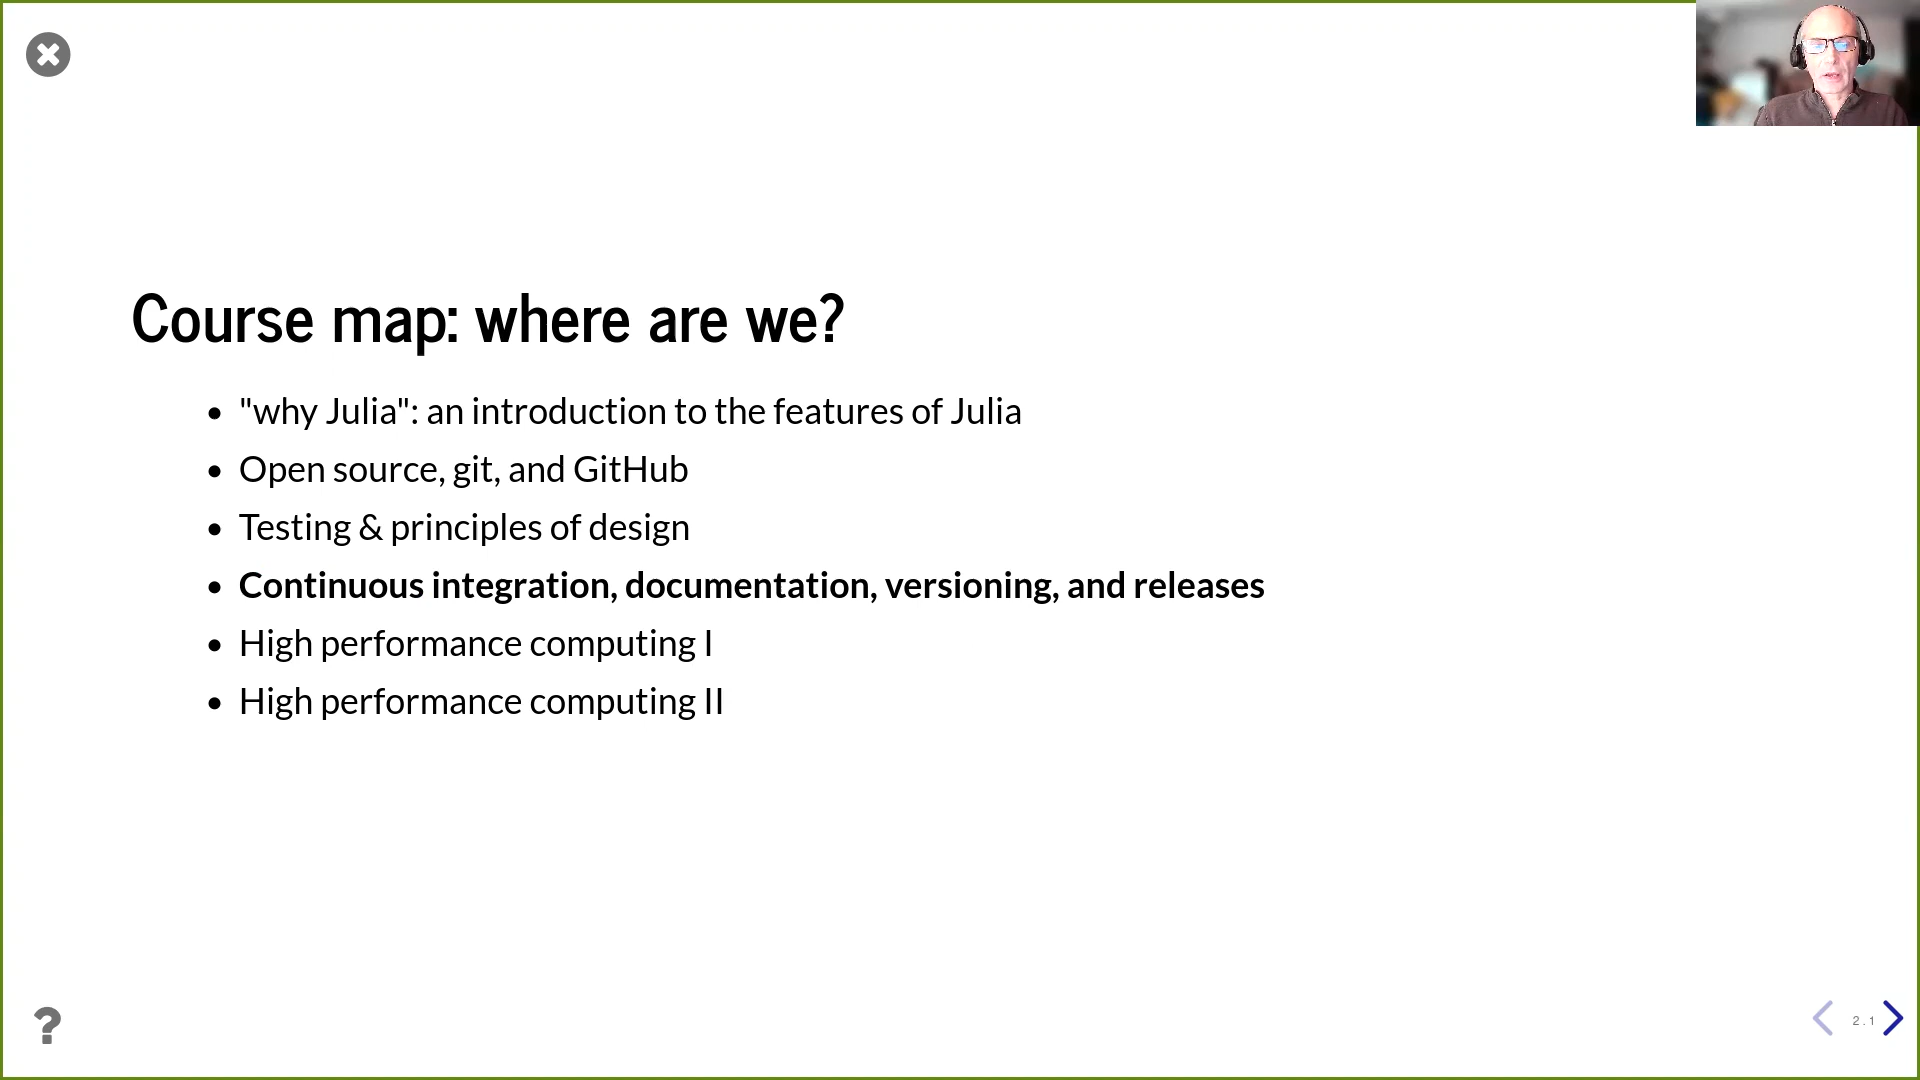 Course map: where are we?
"why Julia": an introduction to the features of Julia
Open source, git, and GitHub
Testing & principles of design
Continuous integration, documentation, versioning, and releases
High performance computing I
High performance computing II
?
2.1